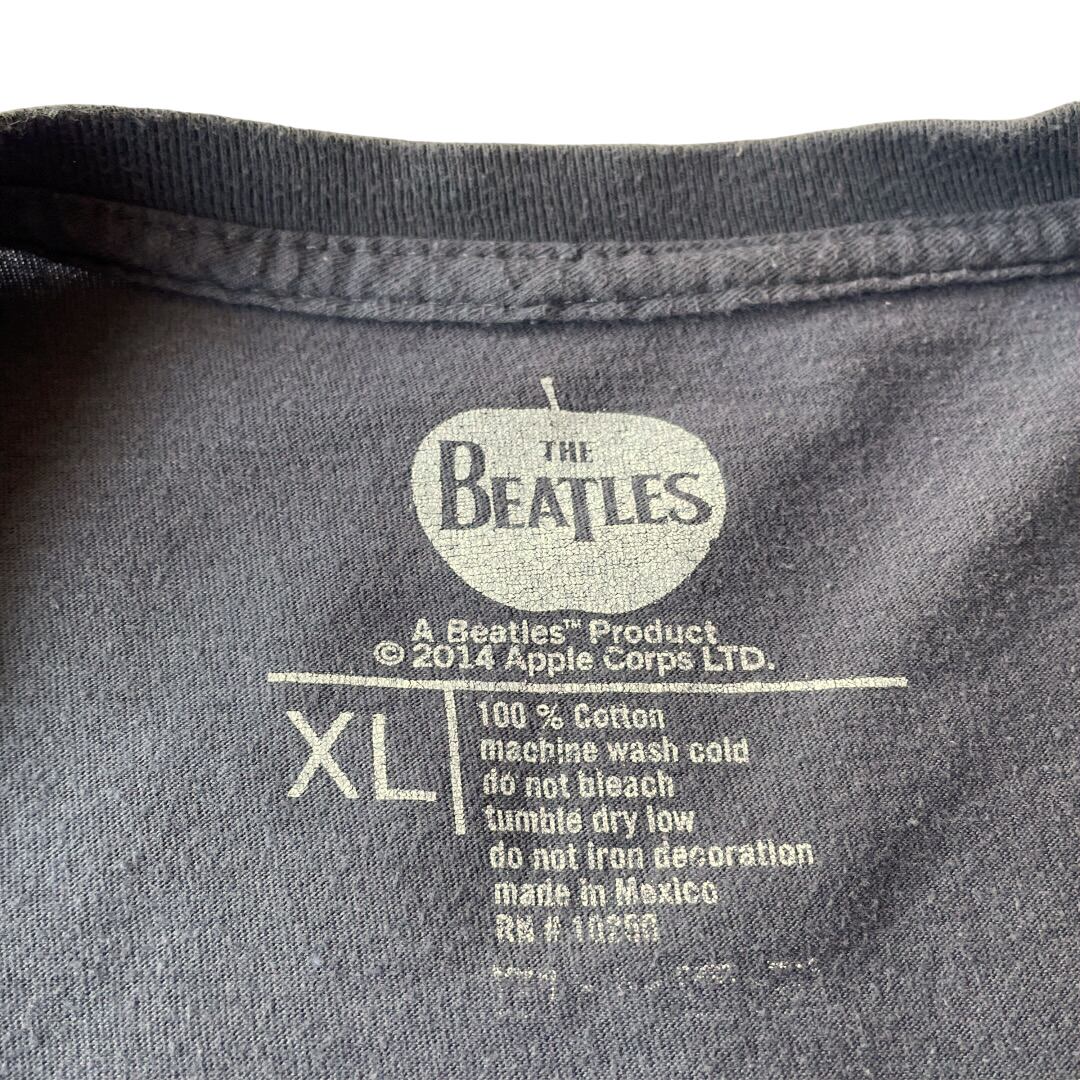 THE
BEATLES
A Beatles™ Product
© 2014 Apple Corps LTD.
XL
100 % Cotton
machine wash cold
do not bleach
tumble dry low
do not iron decoration
made in Mexico
RN #